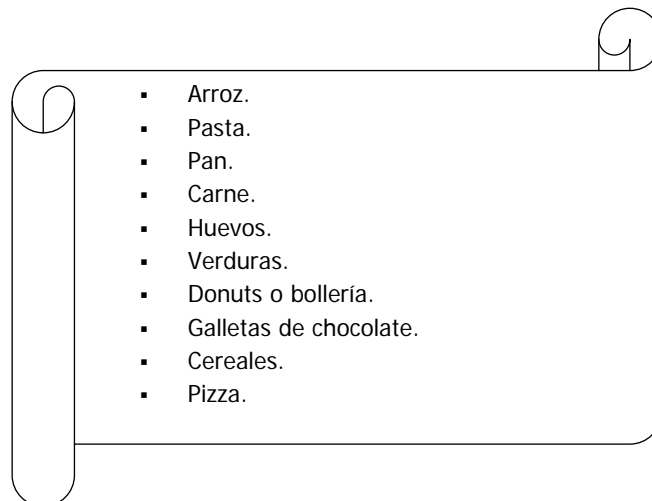 ▪ Arroz.
▪ Pasta.
▪ Pan.
▪ Carne.
▪ Huevos.
▪ Verduras.
▪ Donuts o bollería.
▪ Galletas de chocolate.
▪ Cereales.
▪ Pizza.